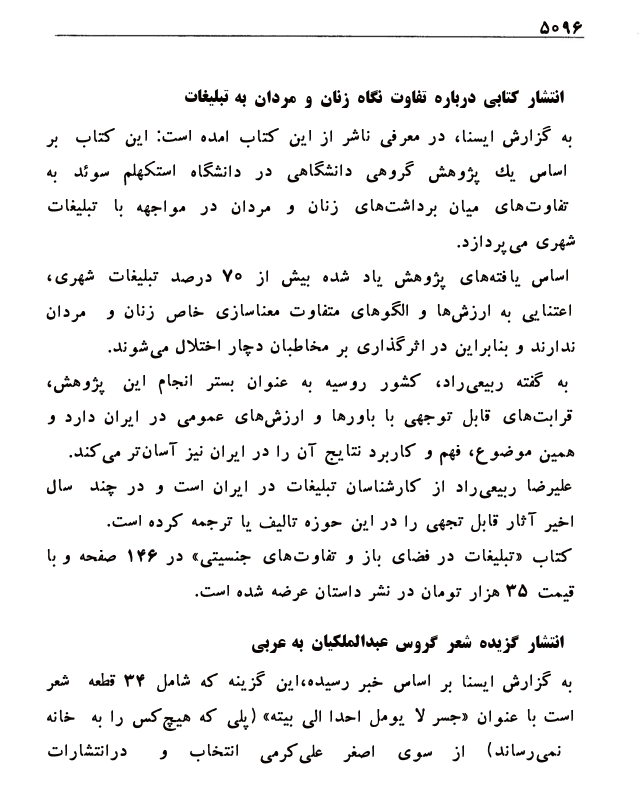 ۵۰۹۶
انتشار کتابی درباره تفاوت نگاه زنان و مردان به تبلیغات
به گزارش ایسنا، در معرفی ناشر از این کتاب امده است: این کتاب بر
اساس یك پژوهش گروهی دانشگاهی در دانشگاه استکهلم سوئد به
تفاوت‌های میان برداشت‌های زنان و مردان در مواجهه با تبلیغات
شهری می‌پردازد.
اساس یافته‌های پژوهش یاد شده بیش از ۷۰ درصد تبلیغات شهری،
اعتنایی به ارزش‌ها و الگوهای متفاوت معناسازی خاص زنان و مردان
ندارند و بنابراین در اثرگذاری بر مخاطبان دچار اختلال می‌شوند.
به گفته ربیعی‌راد، کشور روسیه به عنوان بستر انجام این پژوهش،
قرابت‌های قابل توجهی با باورها و ارزش‌های عمومی در ایران دارد و
همین موضوع، فهم و کاربرد نتایج آن را در ایران نیز آسان‌تر می‌کند.
علیرضا ربیعی‌راد از کارشناسان تبلیغات در ایران است و در چند سال
اخیر آثار قابل تجهی را در این حوزه تالیف یا ترجمه کرده است.
کتاب «تبلیغات در فضای باز و تفاوت‌های جنسیتی» در ۱۴۶ صفحه و با
قیمت ۳۵ هزار تومان در نشر داستان عرضه شده است.
انتشار گزیده شعر گروس عبدالملکیان به عربی
به گزارش ایسنا بر اساس خبر رسیده،این گزینه که شامل ۳۴ قطعه شعر
است با عنوان «جسر لا یومل احدا الی بیته» (پلی که هیچ‌کس را به خانه
نمی‌رساند) از سوی اصغر علی‌کرمی انتخاب و درانتشارات